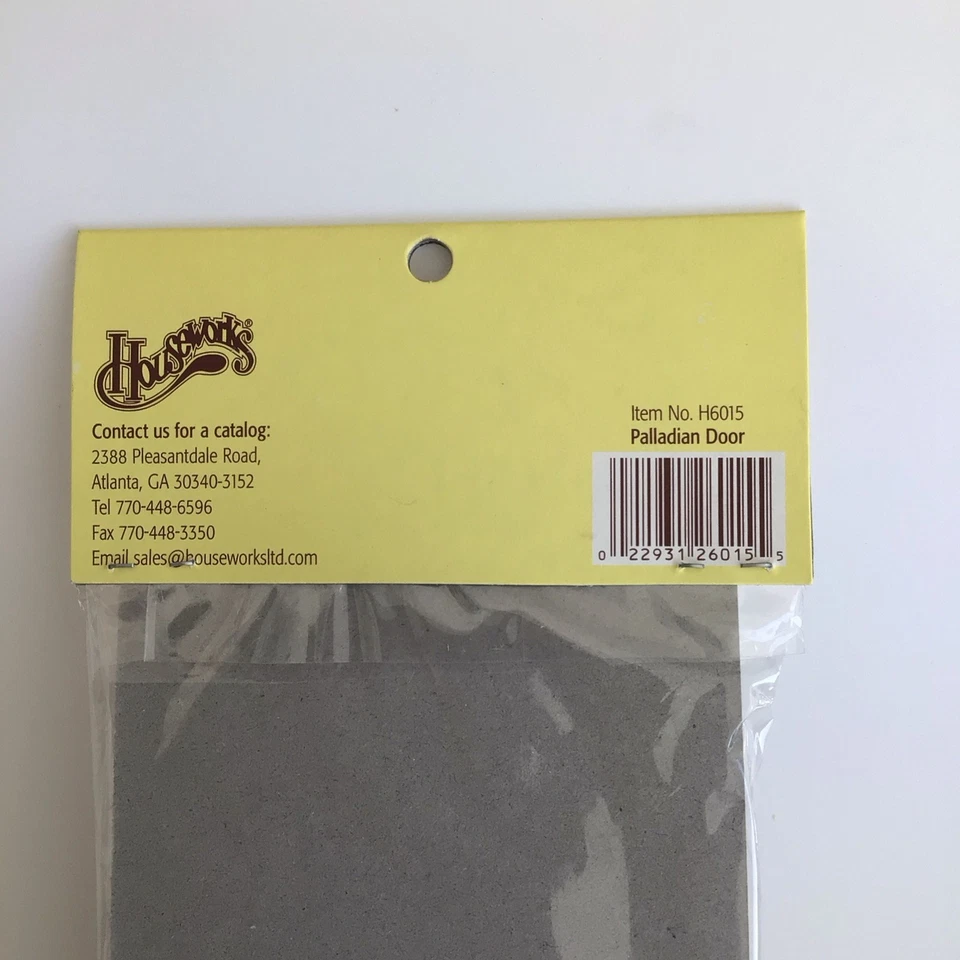 Houseworks®
Contact us for a catalog:
2388 Pleasantdale Road,
Atlanta, GA 30340-3152
Tel 770-448-6596
Fax 770-448-3350
Email sales@houseworksltd.com
Item No. H6015
Palladian Door
0 22931 26015 5